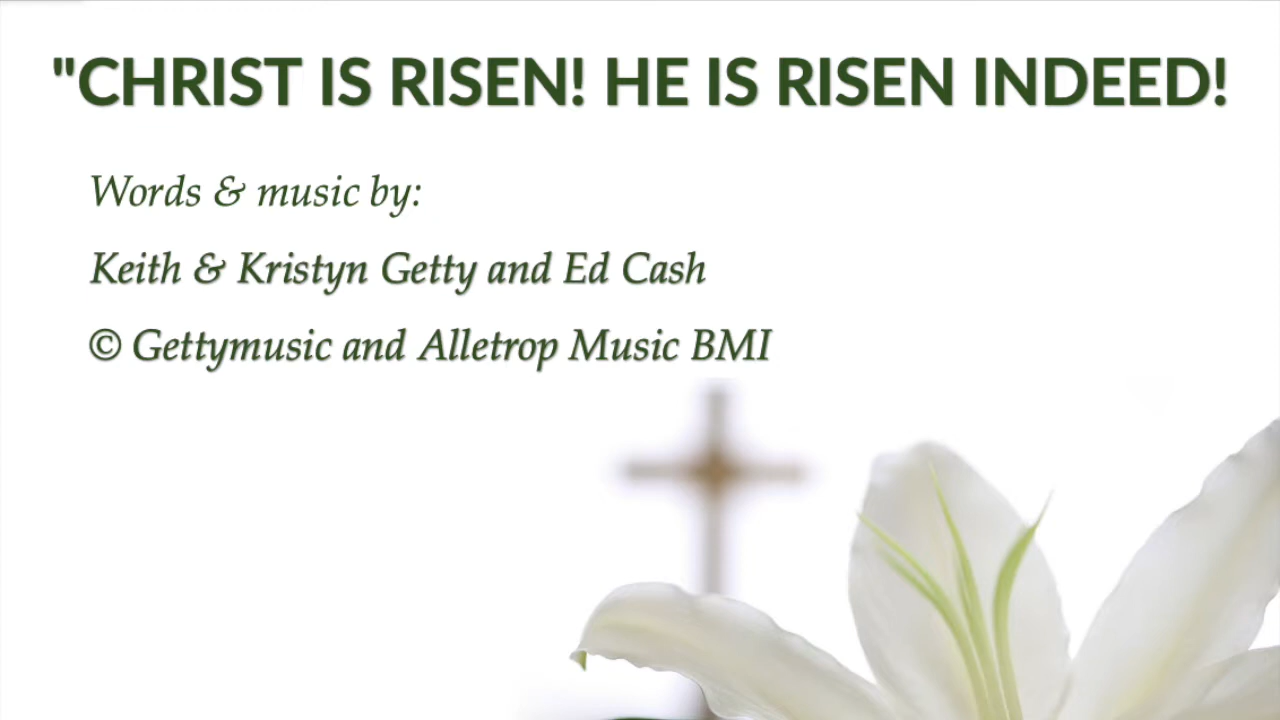 "CHRIST IS RISEN! HE IS RISEN INDEED!
Words & music by:
Keith & Kristyn Getty and Ed Cash
© Gettymusic and Alletrop Music BMI